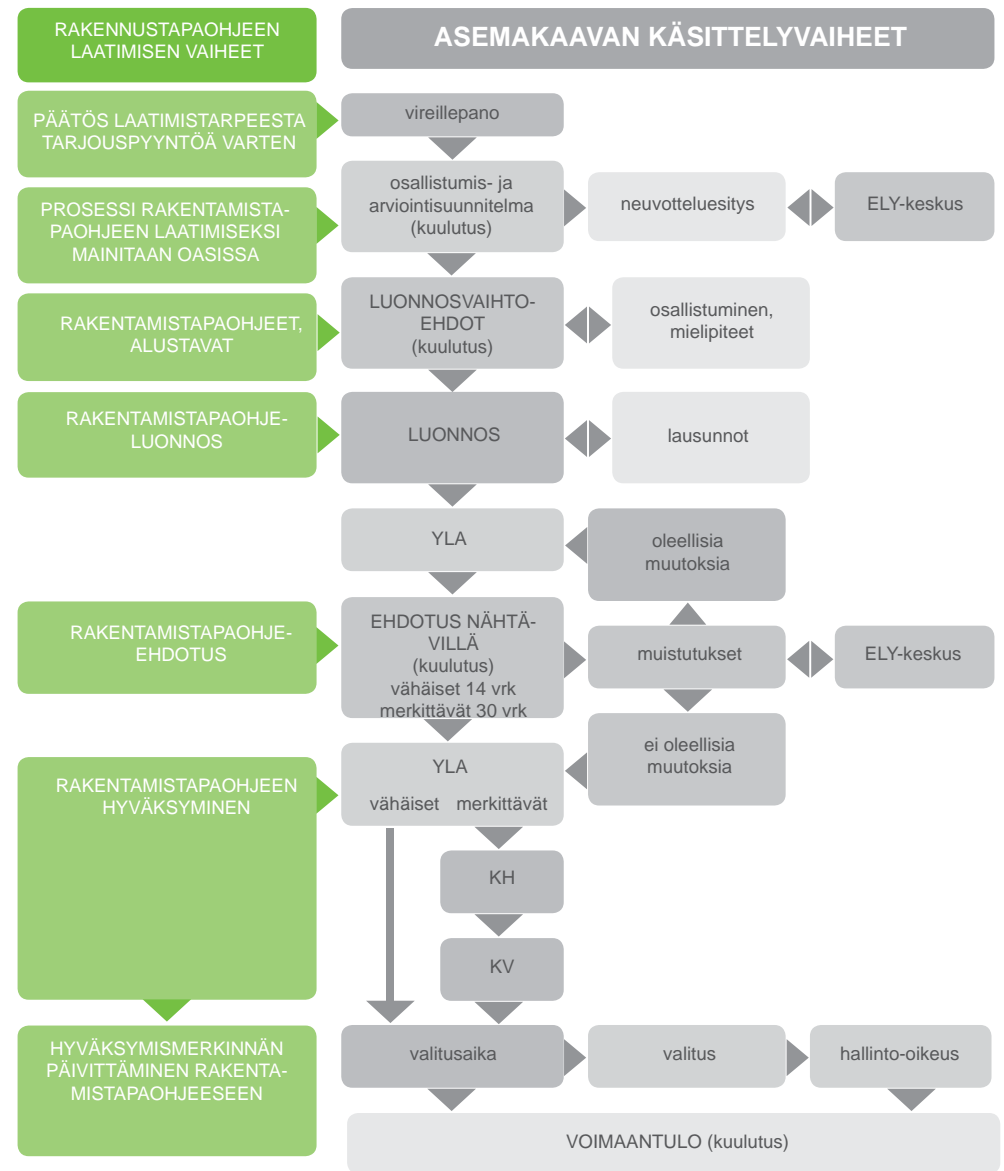 RAKENNUSTAPAOHJEEN
LAATIMISEN VAIHEET
ASEMAKAAVAN KÄSITTELYVAIHEET
PÄÄTÖS LAATIMISTARPEESTA
TARJOUSPYYNTÖÄ VARTEN
vireillepano
PROSESSI RAKENTAMISTA-
PAOHJEEN LAATIMISEKSI
MAINITAAN OASISSA
osallistumis- ja
arviointisuunnitelma
(kuulutus)
neuvotteluesitys
ELY-keskus
RAKENTAMISTAPAOHJEET,
ALUSTAVAT
LUONNOSVAIHTO-
EHDOT
(kuulutus)
osallistuminen,
mielipiteet
RAKENTAMISTAPAOHJE-
LUONNOS
LUONNOS
lausunnot
YLA
oleellisia
muutoksia
RAKENTAMISTAPAOHJE-
EHDOTUS
EHDOTUS NÄHTÄ-
VILLÄ
(kuulutus)
vähäiset 14 vrk
merkittävät 30 vrk
muistutukset
ELY-keskus
ei oleellisia
muutoksia
RAKENTAMISTAPAOHJEEN
HYVÄKSYMINEN
YLA
vähäiset merkittävät
KH
KV
HYVÄKSYMISMERKINNÄN
PÄIVITTÄMINEN RAKENTA-
MISTAPAOHJEESEEN
valitusaika
valitus
hallinto-oikeus
VOIMAANTULO (kuulutus)